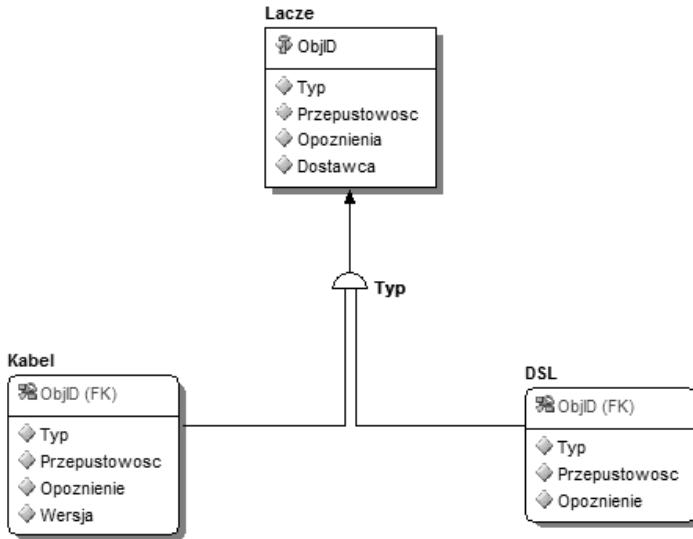 Lacze
ObjID
Typ
Przepustowosc
Opoznienia
Dostawca
Typ
Kabel
ObjID (FK)
Typ
Przepustowosc
Opoznienie
Wersja
DSL
ObjID (FK)
Typ
Przepustowosc
Opoznienie